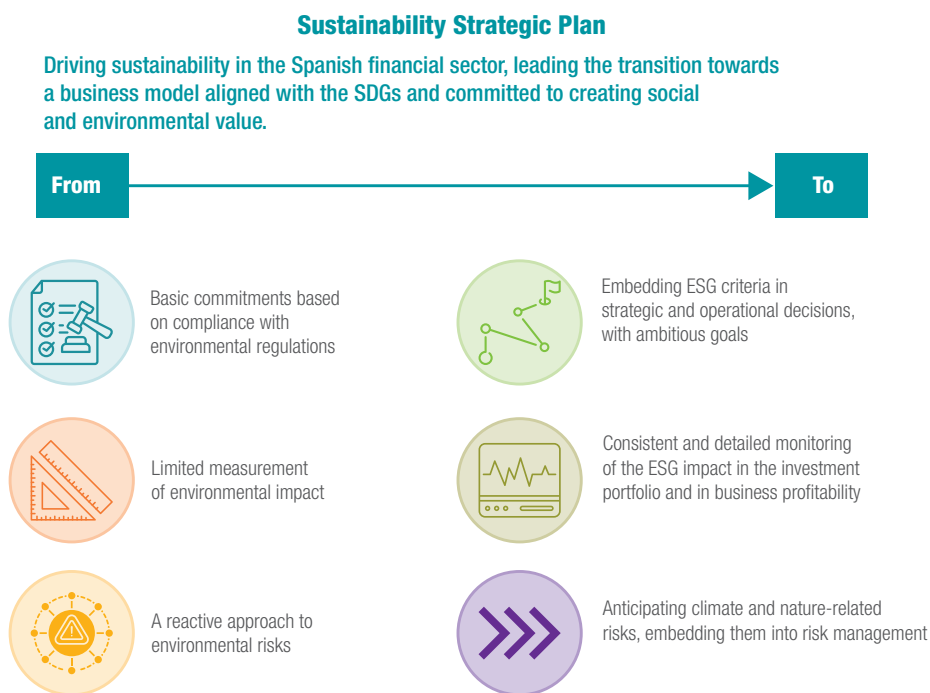 Sustainability Strategic Plan
Driving sustainability in the Spanish financial sector, leading the transition towards
a business model aligned with the SDGs and committed to creating social
and environmental value.
From
To
Basic commitments based
on compliance with
environmental regulations
Embedding ESG criteria in
strategic and operational decisions,
with ambitious goals
Limited measurement
of environmental impact
Consistent and detailed monitoring
of the ESG impact in the investment
portfolio and in business profitability
A reactive approach to
environmental risks
Anticipating climate and nature-related
risks, embedding them into risk management